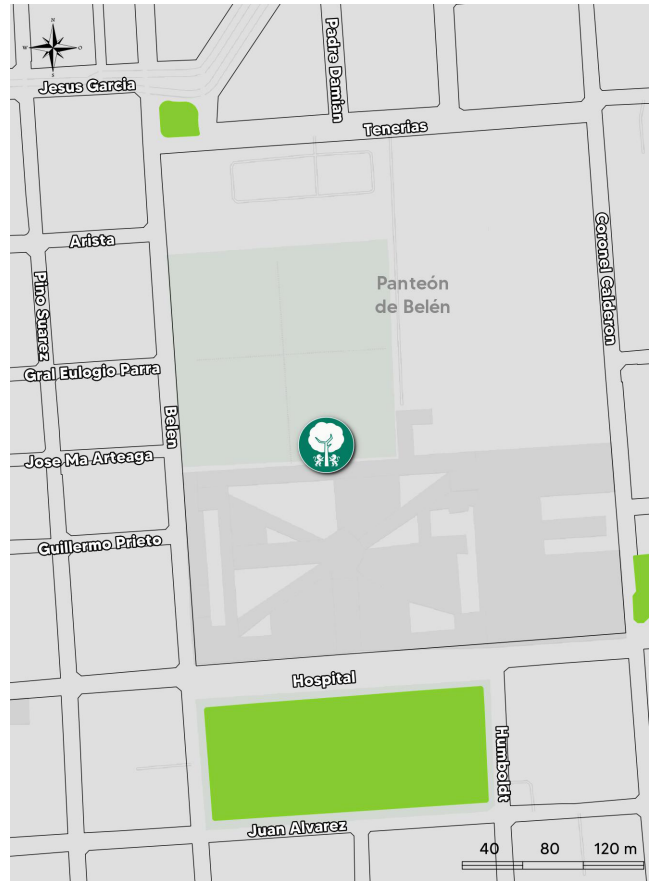 N
W
O
S
Jesus Garcia
Padre Damian
Tenerias
Arista
Coronel Calderon
Pino Suarez
Panteón
de Belén
Gral Eulogio Parra
Belen
Jose Ma Arteaga
Guillermo Prieto
Hospital
Humboldt
Juan Alvarez
40 80 120 m